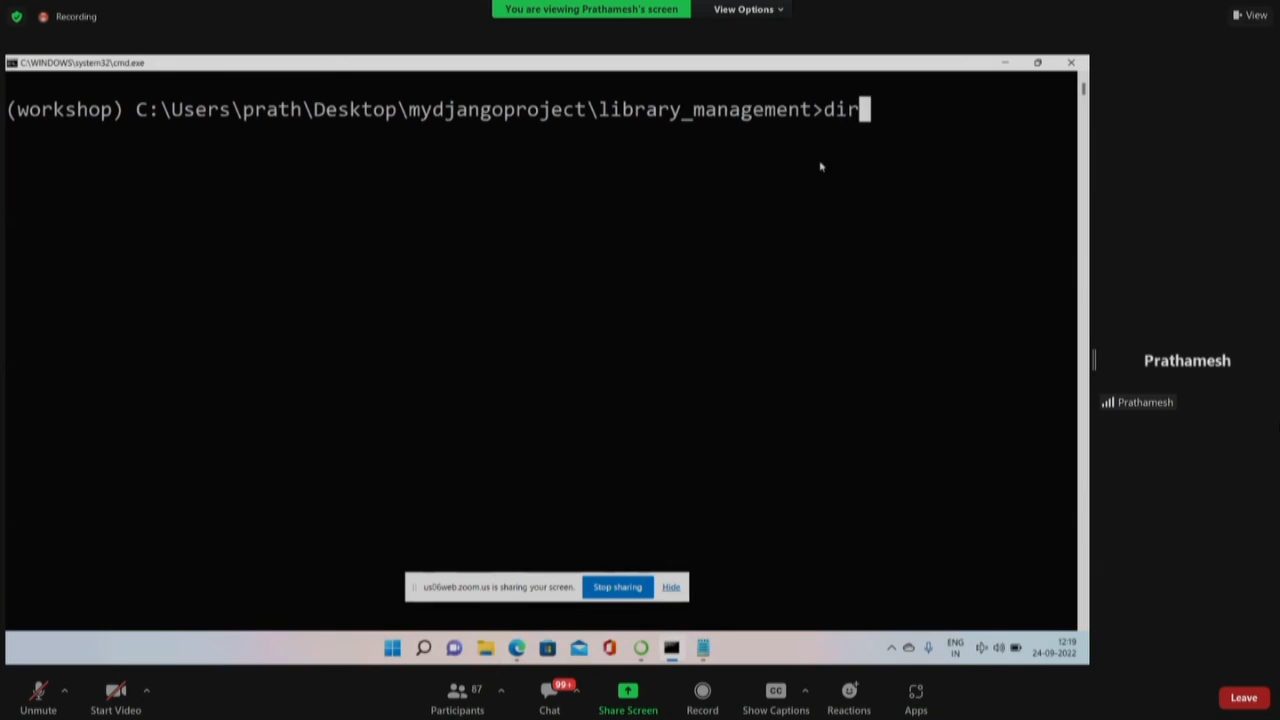 Recording
You are viewing Prathamesh's screen
View Options
View
C:\WINDOWS\system32\cmd.exe
(workshop) C:\Users\prath\Desktop\mydjangoproject\library_management>dir
Prathamesh
Prathamesh
us06web.zoom.us is sharing your screen.
Stop sharing
Hide
ENG
IN
12:19
24-09-2022
Unmute
Start Video
87
Participants
99+
Chat
Share Screen
Record
CC
Show Captions
Reactions
Apps
Leave